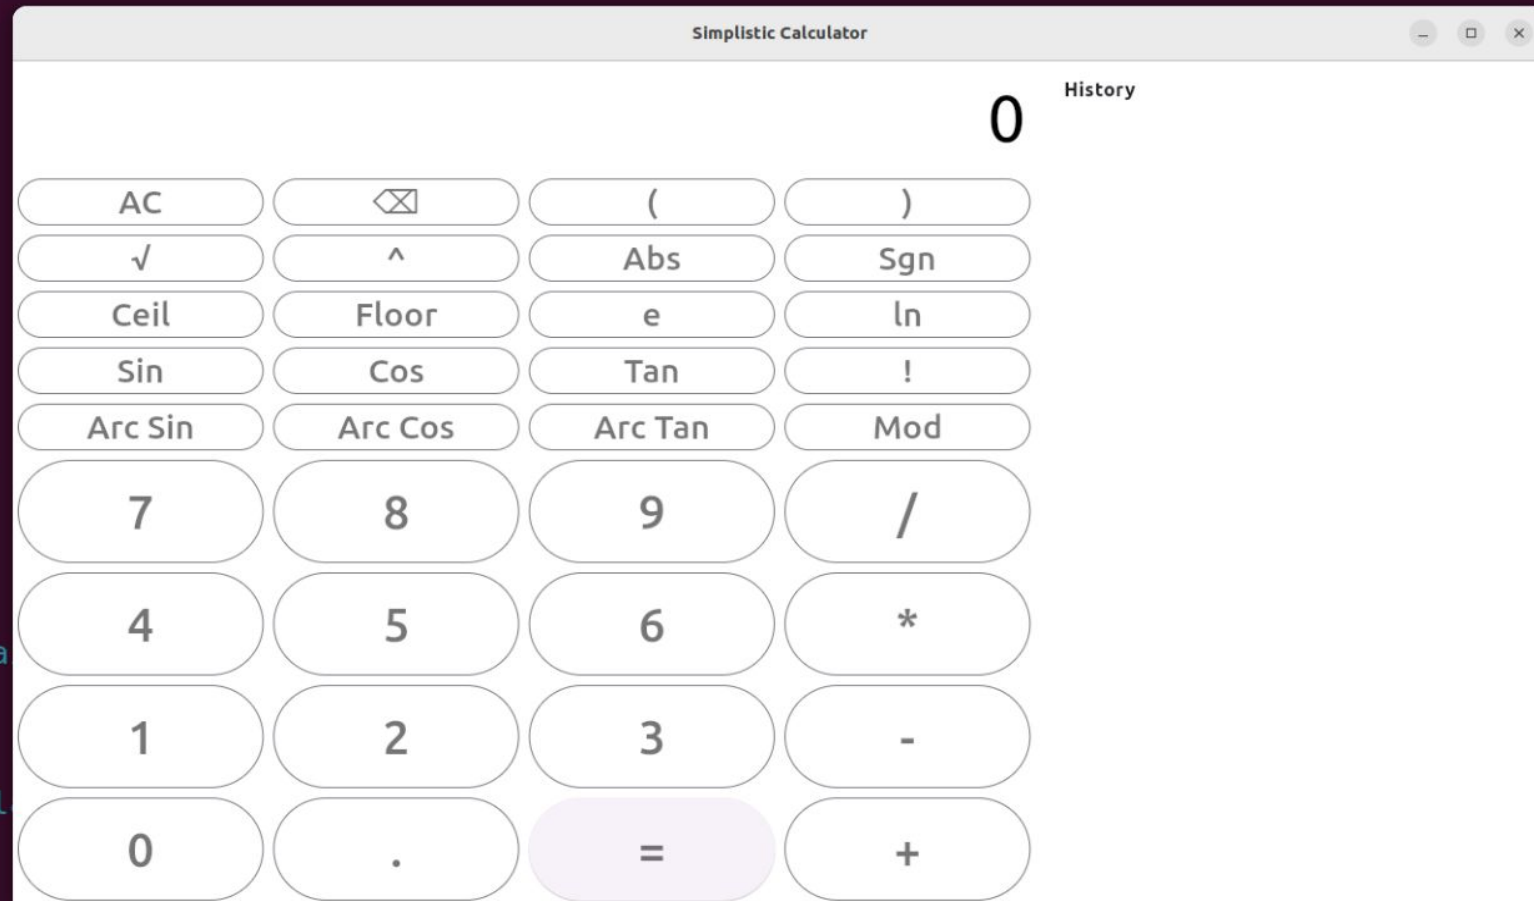 Simplistic Calculator
0
History
AC ⌫ ( )
√ ^ Abs Sgn
Ceil Floor e ln
Sin Cos Tan !
Arc Sin Arc Cos Arc Tan Mod
7 8 9 /
4 5 6 *
a
1 2 3 -
0 . = +